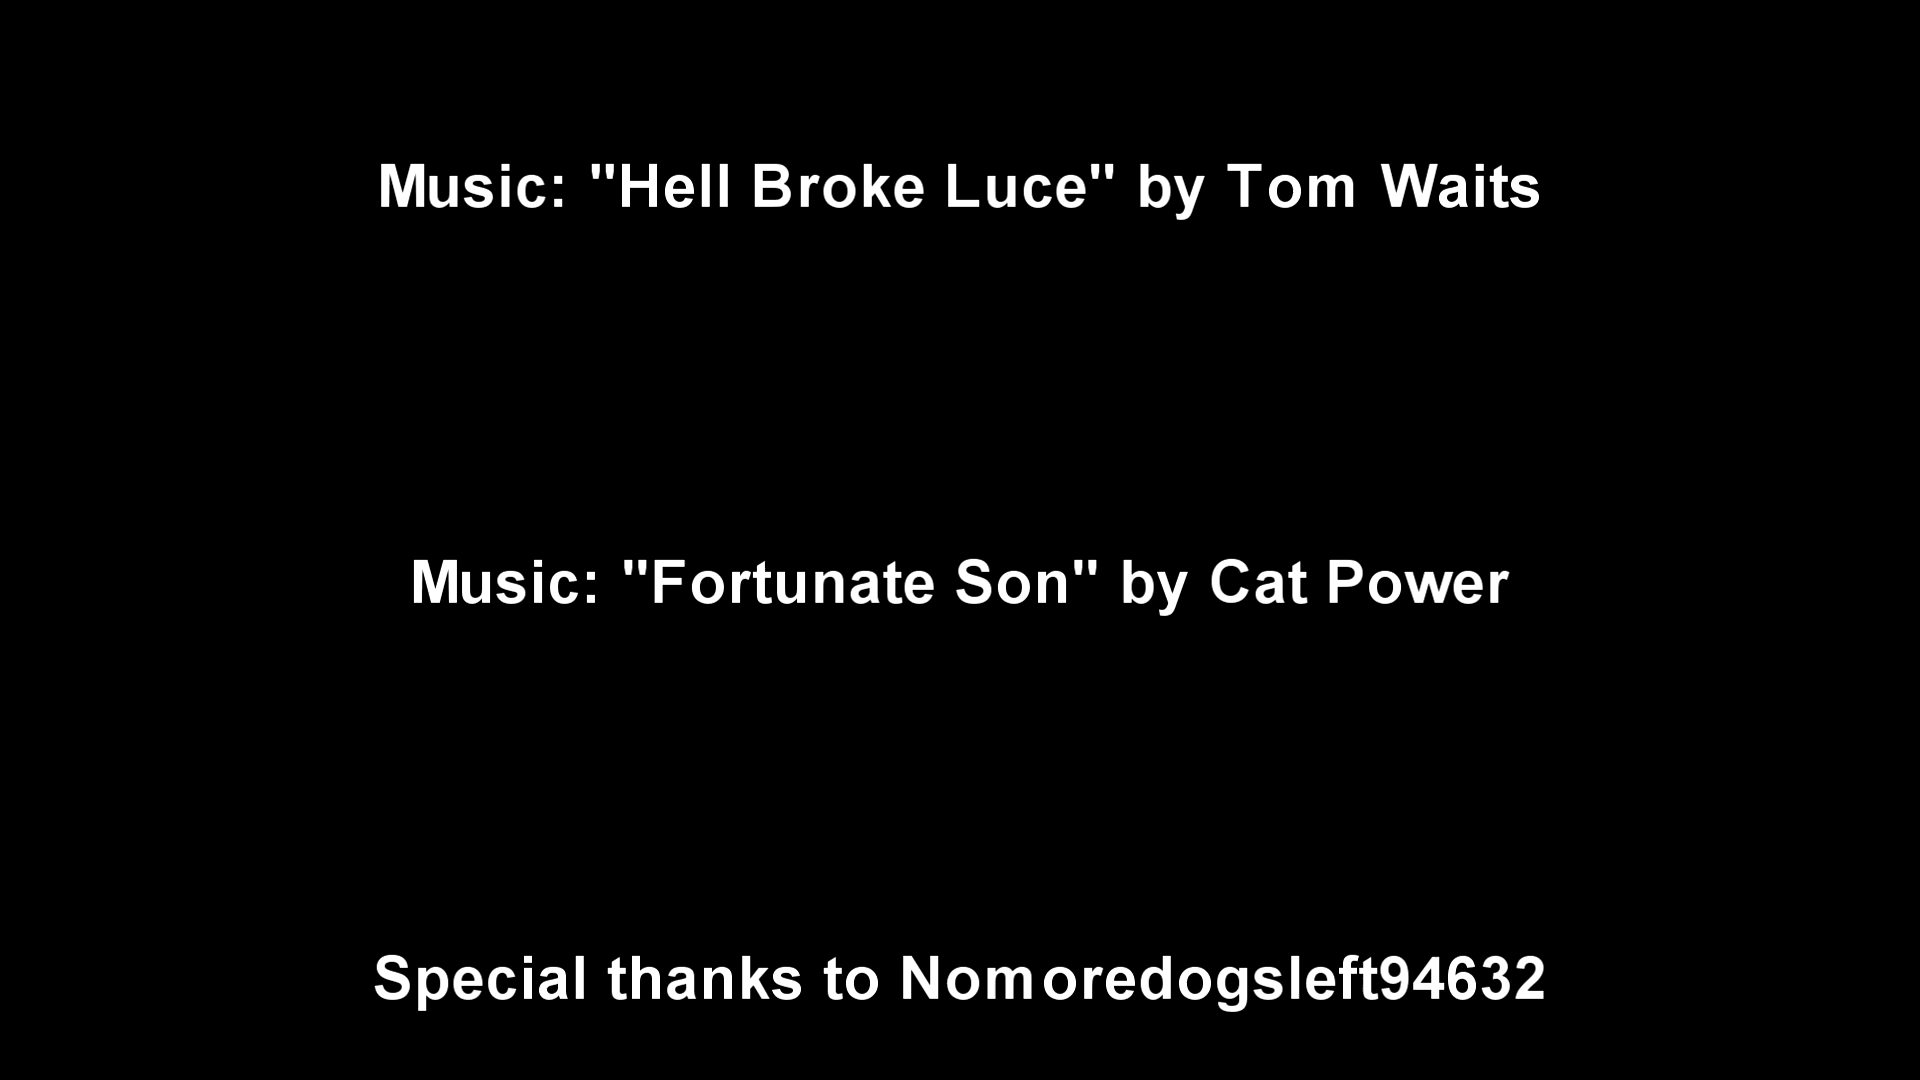 Music: "Hell Broke Luce" by Tom Waits
Music: "Fortunate Son" by Cat Power
Special thanks to Nomoredogsleft94632